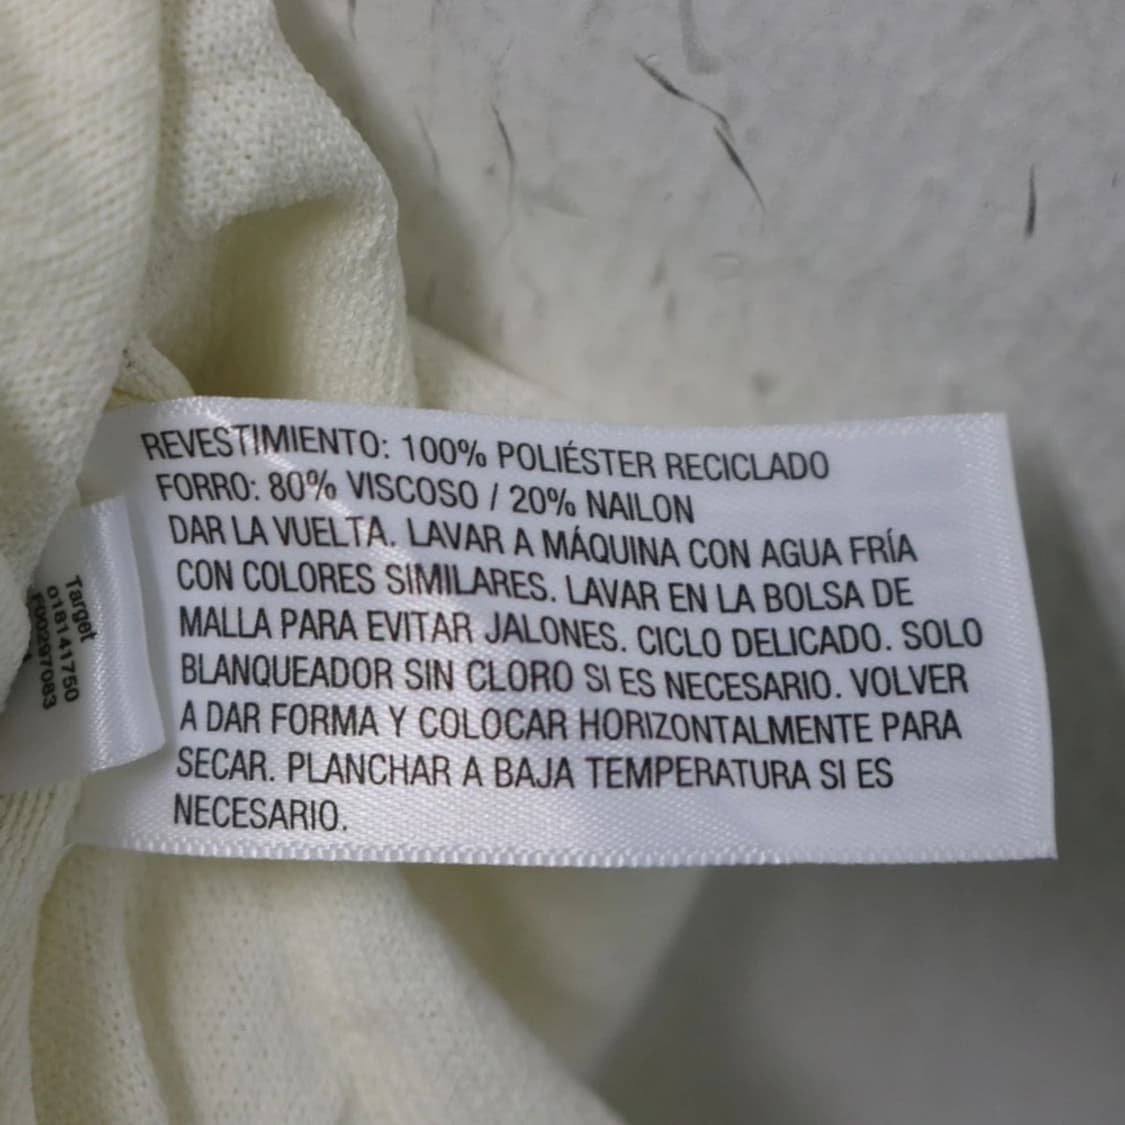 REVESTIMIENTO: 100% POLIÉSTER RECICLADO
FORRO: 80% VISCOSO / 20% NAILON
DAR LA VUELTA. LAVAR A MÁQUINA CON AGUA FRÍA
CON COLORES SIMILARES. LAVAR EN LA BOLSA DE
MALLA PARA EVITAR JALONES. CICLO DELICADO. SOLO
BLANQUEADOR SIN CLORO SI ES NECESARIO. VOLVER
A DAR FORMA Y COLOCAR HORIZONTALMENTE PARA
SECAR. PLANCHAR A BAJA TEMPERATURA SI ES
NECESARIO.
Target
018141750
F00297083